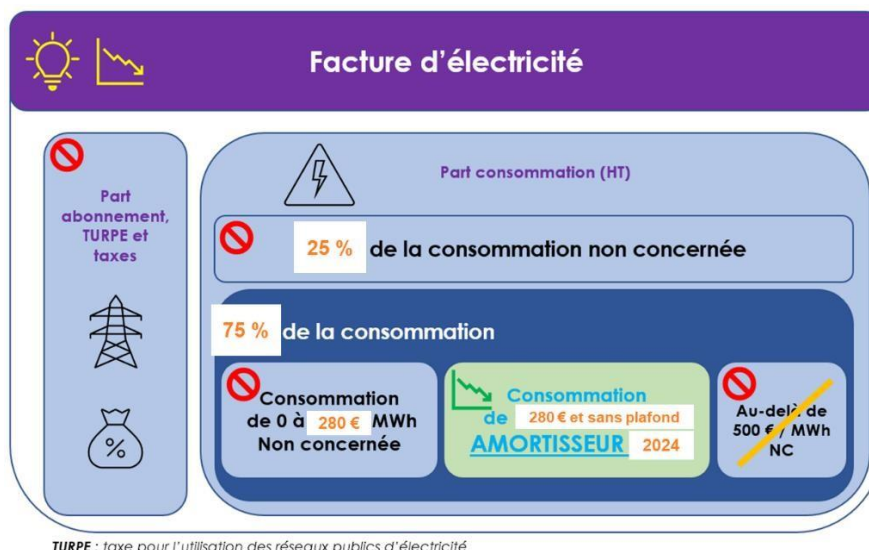 Facture d'électricité
Part
abonnement,
TURPE et
taxes
%
Part consommation (HT)
25 % de la consommation non concernée
75 % de la consommation
Consommation
de 0 à 280 € MWh
Non concernée
Consommation
de 280 € et sans plafond
AMORTISSEUR 2024
Au-delà de
500 € / MWh
NC
TURPE : taxe pour l'utilisation des réseaux publics d'électricité